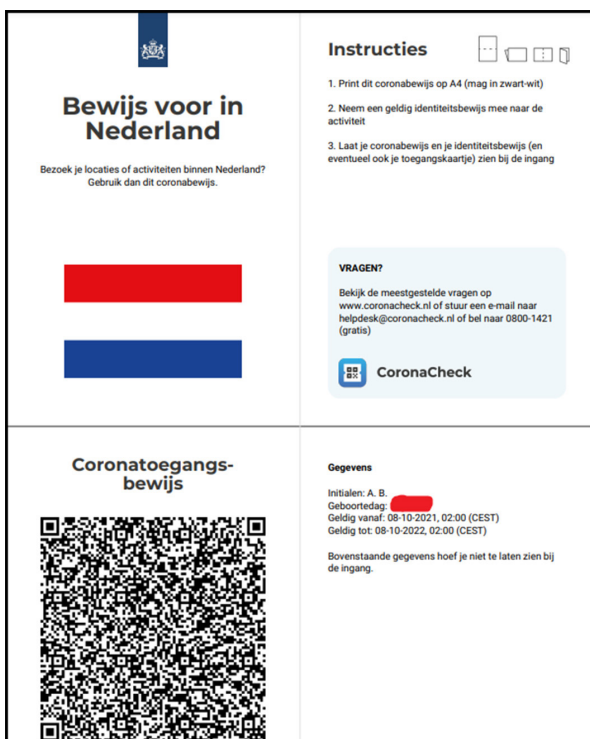 Bewijs voor in
Nederland
Bezoek je locaties of activiteiten binnen Nederland?
Gebruik dan dit coronabewijs.
Instructies
1. Print dit coronabewijs op A4 (mag in zwart-wit)
2. Neem een geldig identiteitsbewijs mee naar de
activiteit
3. Laat je coronabewijs en je identiteitsbewijs (en
eventueel ook je toegangskaartje) zien bij de ingang
VRAGEN?
Bekijk de meestgestelde vragen op
www.coronacheck.nl of stuur een e-mail naar
helpdesk@coronacheck.nl of bel naar 0800-1421
(gratis)
CoronaCheck
Coronatoegangs-
bewijs
Gegevens
Initialen: A. B.
Geboortedag:
Geldig vanaf: 08-10-2021, 02:00 (CEST)
Geldig tot: 08-10-2022, 02:00 (CEST)
Bovenstaande gegevens hoef je niet te laten zien bij
de ingang.